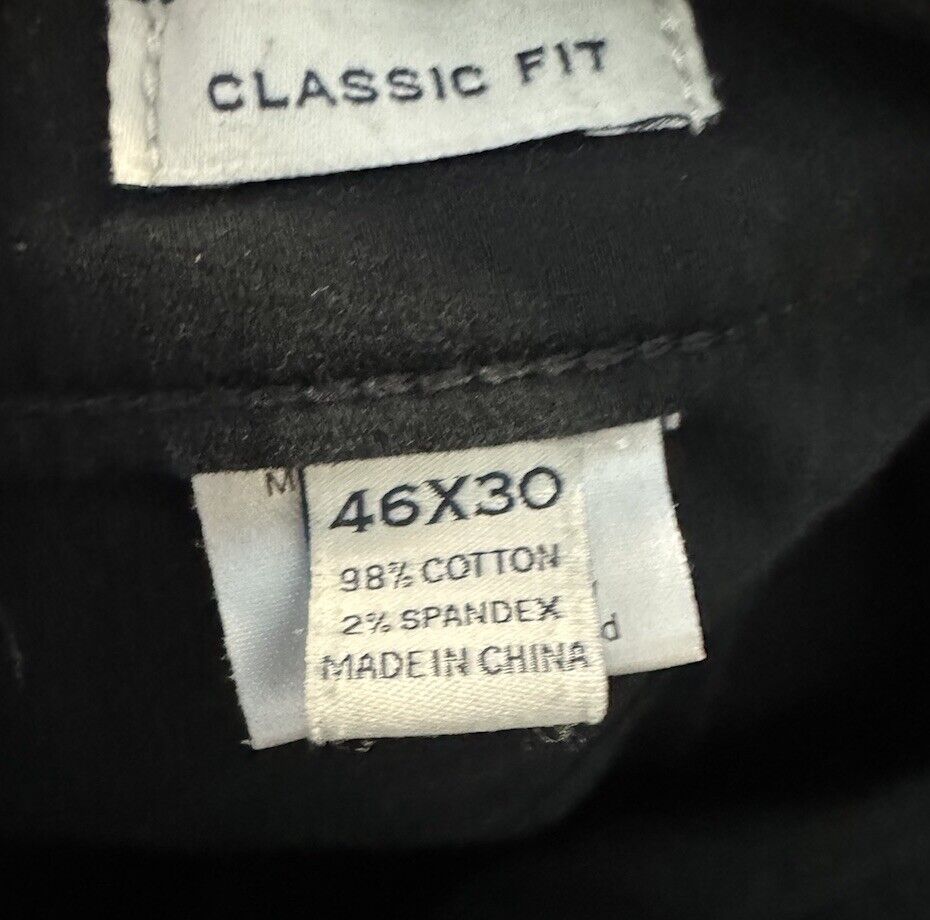 CLASSIC FIT
M
46X30
98% COTTON
2% SPANDEX
d
MADE IN CHINA